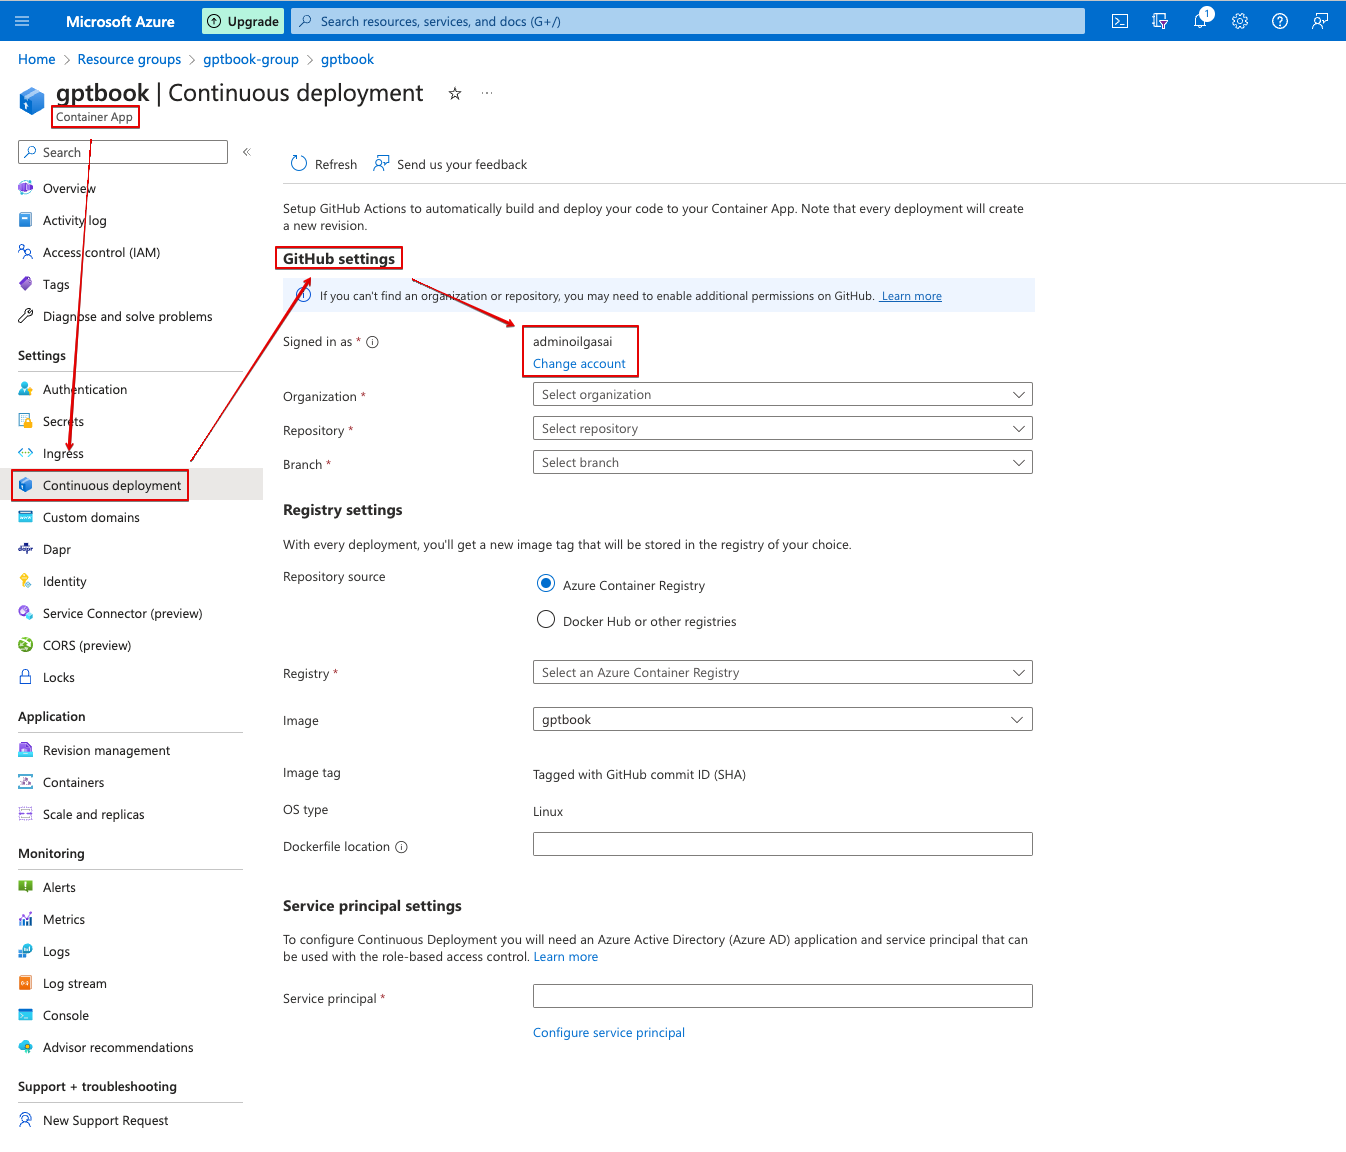 Microsoft Azure
Upgrade
Search resources, services, and docs (G+/)
1
Home > Resource groups > gptbook-group > gptbook
gptbook | Continuous deployment
Container App
Search
«
Refresh
Send us your feedback
Overview
Activity log
Access control (IAM)
Tags
Diagnose and solve problems
Settings
Authentication
Secrets
Ingress
Continuous deployment
Custom domains
Dapr
Identity
Service Connector (preview)
CORS (preview)
Locks
Application
Revision management
Containers
Scale and replicas
Monitoring
Alerts
Metrics
Logs
Log stream
Console
Advisor recommendations
Support + troubleshooting
New Support Request
Setup GitHub Actions to automatically build and deploy your code to your Container App. Note that every deployment will create
a new revision.
GitHub settings
If you can't find an organization or repository, you may need to enable additional permissions on GitHub. Learn more
Signed in as *
adminoilgasai
Change account
Organization *
Select organization
Repository *
Select repository
Branch *
Select branch
Registry settings
With every deployment, you'll get a new image tag that will be stored in the registry of your choice.
Repository source
Azure Container Registry
Docker Hub or other registries
Registry *
Select an Azure Container Registry
Image
gptbook
Image tag
Tagged with GitHub commit ID (SHA)
OS type
Linux
Dockerfile location
Service principal settings
To configure Continuous Deployment you will need an Azure Active Directory (Azure AD) application and service principal that can
be used with the role-based access control. Learn more
Service principal *
Configure service principal